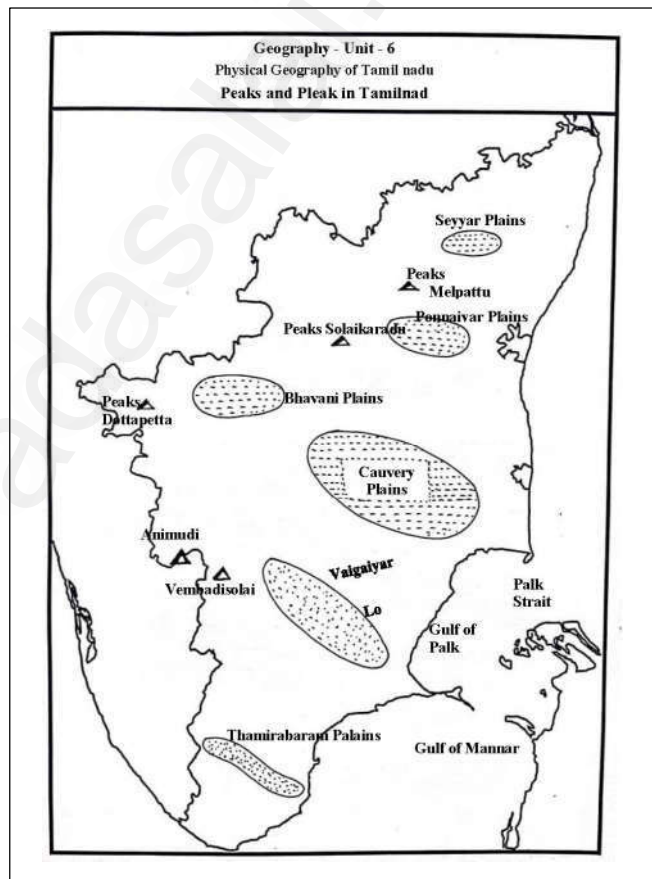 Geography - Unit - 6
Physical Geography of Tamil nadu
Peaks and Pleak in Tamilnad
Seyyar Plains
Peaks
Melpattu
Ponnaiyar Plains
Peaks Solaikaradu
Bhavani Plains
Peaks
Dottapetta
Cauvery
Plains
Animudi
Vembadisolai
Vaigaiyar
Lo
Palk
Strait
Gulf of
Palk
Thamirabaram Palains
Gulf of Mannar